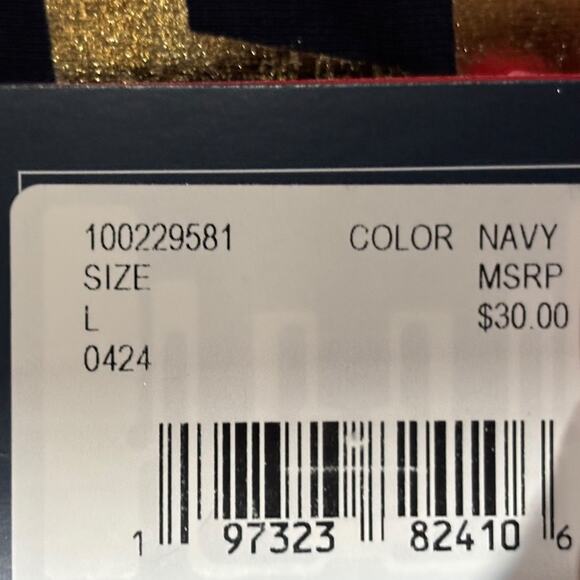 100229581 COLOR NAVY
SIZE MSRP
L $30.00
0424
1 97323 82410 6